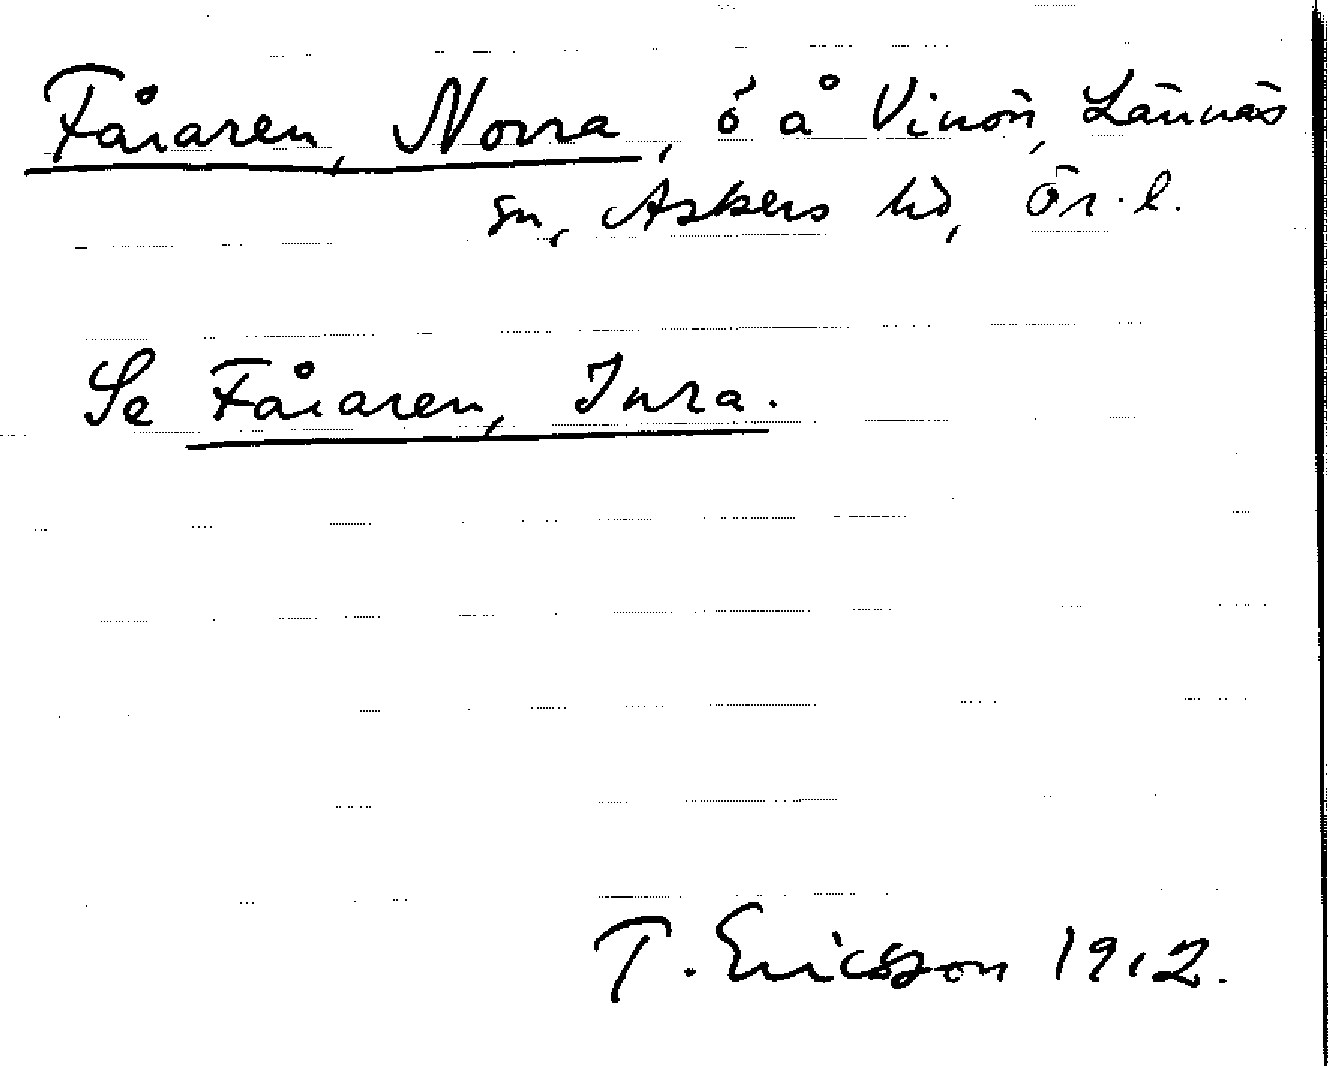 Fåraren, Norra, ö å Vinön, Lännäs
sn, Askers hd, Ör. l.
Se Fåraren, Inra.
T. Ericsson 1912.